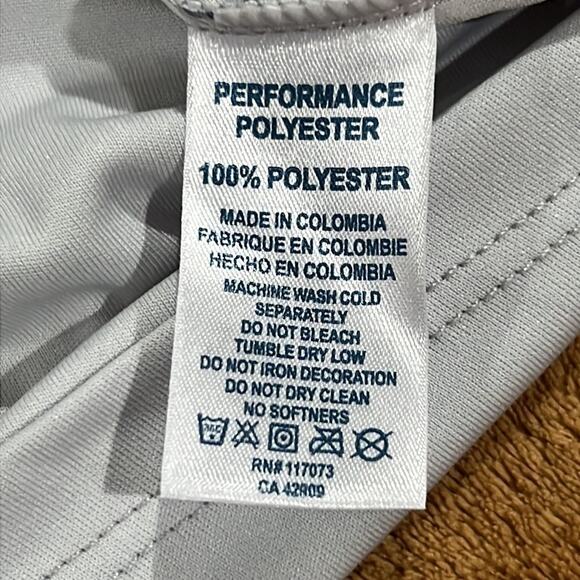 PERFORMANCE
POLYESTER
100% POLYESTER
MADE IN COLOMBIA
FABRIQUE EN COLOMBIE
HECHO EN COLOMBIA
MACHINE WASH COLD
SEPARATELY
DO NOT BLEACH
TUMBLE DRY LOW
DO NOT IRON DECORATION
DO NOT DRY CLEAN
NO SOFTNERS
RN# 117073
CA